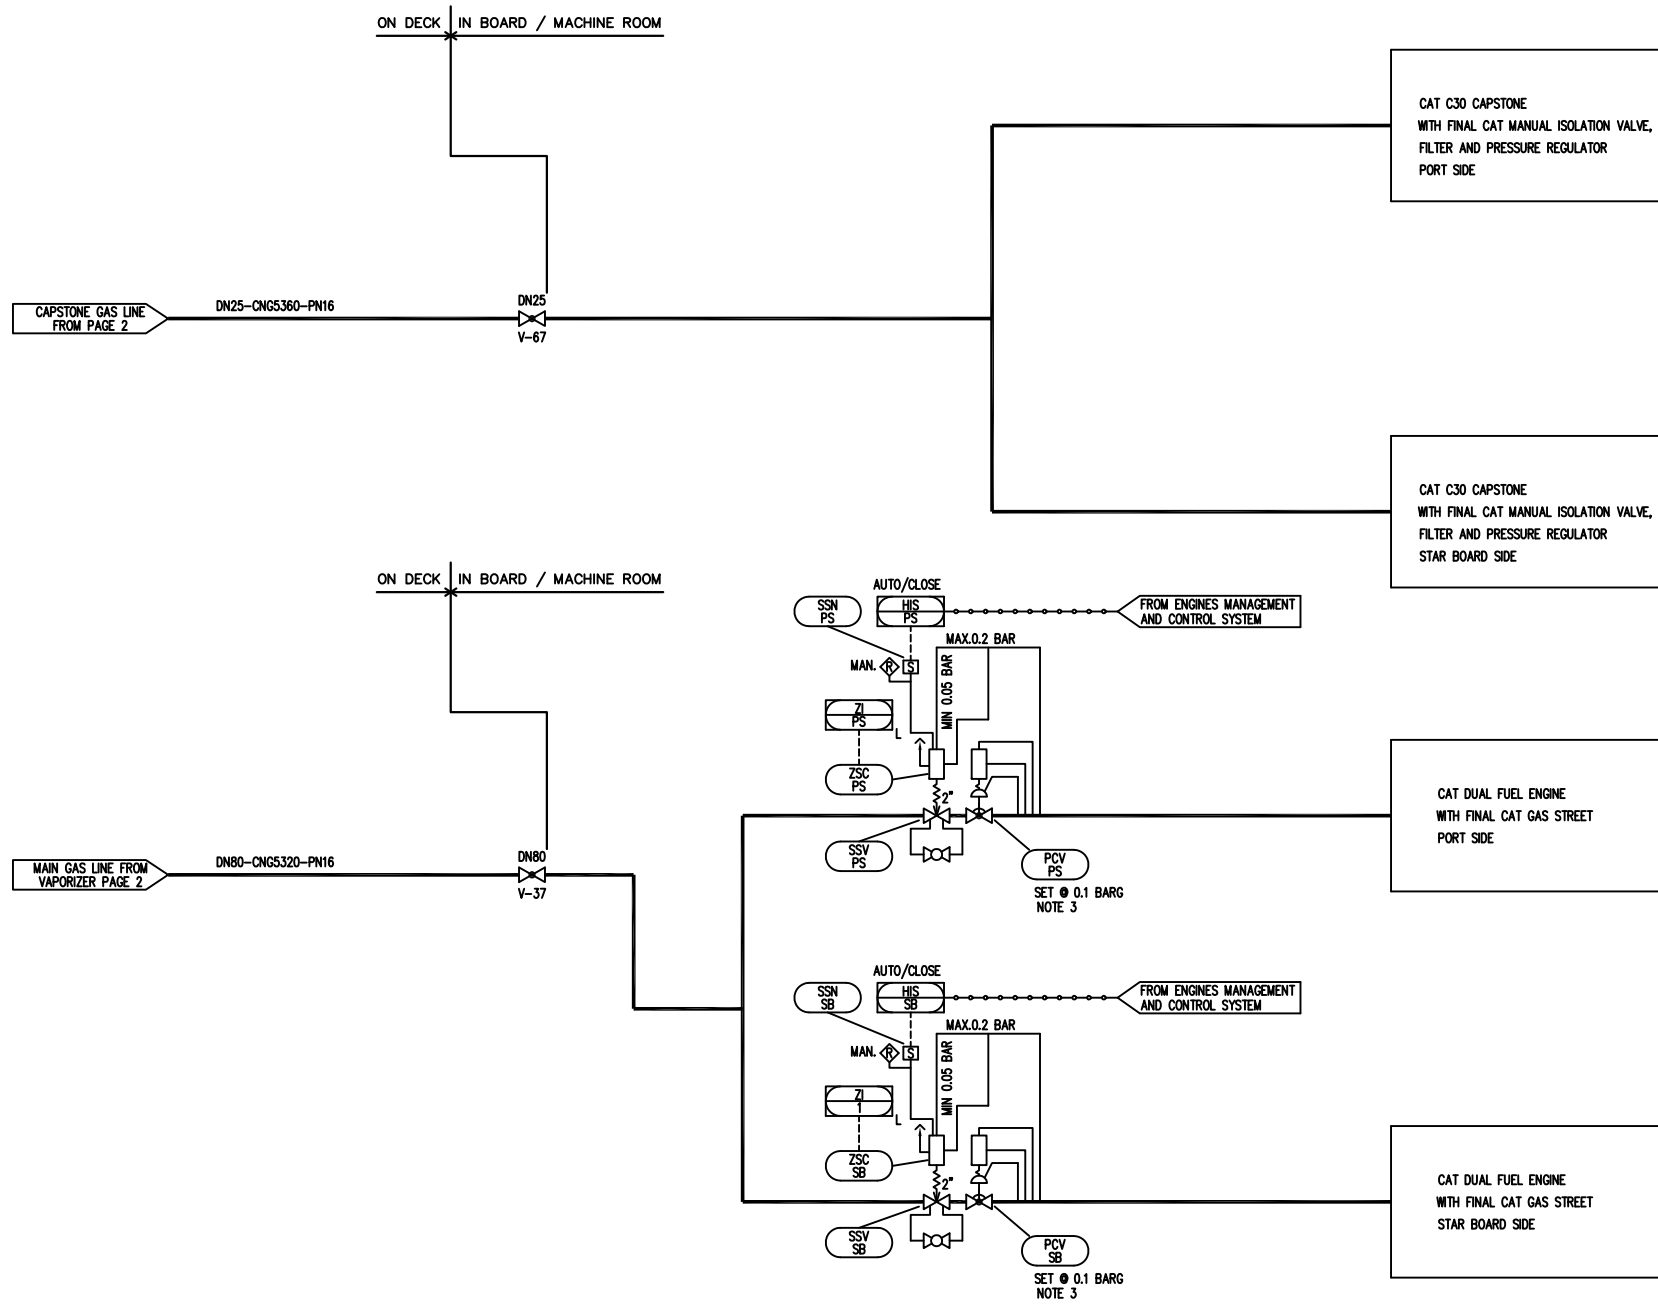 ON DECK IN BOARD / MACHINE ROOM
CAT C30 CAPSTONE
WITH FINAL CAT MANUAL ISOLATION VALVE,
FILTER AND PRESSURE REGULATOR
PORT SIDE
CAPSTONE GAS LINE
FROM PAGE 2
DN25-CNG5360-PN16
DN25
V-67
CAT C30 CAPSTONE
WITH FINAL CAT MANUAL ISOLATION VALVE,
FILTER AND PRESSURE REGULATOR
STAR BOARD SIDE
ON DECK IN BOARD / MACHINE ROOM
AUTO/CLOSE
SSN
PS
HIS
PS
FROM ENGINES MANAGEMENT
AND CONTROL SYSTEM
MAX.0.2 BAR
MAN.
R
S
MIN 0.05 BAR
ZI
PS
L
ZSC
PS
2"
SSV
PS
PCV
PS
SET @ 0.1 BARG
NOTE 3
CAT DUAL FUEL ENGINE
WITH FINAL CAT GAS STREET
PORT SIDE
MAIN GAS LINE FROM
VAPORIZER PAGE 2
DN80-CNG5320-PN16
DN80
V-37
AUTO/CLOSE
SSN
SB
HIS
SB
FROM ENGINES MANAGEMENT
AND CONTROL SYSTEM
MAX.0.2 BAR
MAN.
R
S
MIN 0.05 BAR
ZI
1
L
ZSC
SB
2"
SSV
SB
PCV
SB
SET @ 0.1 BARG
NOTE 3
CAT DUAL FUEL ENGINE
WITH FINAL CAT GAS STREET
STAR BOARD SIDE